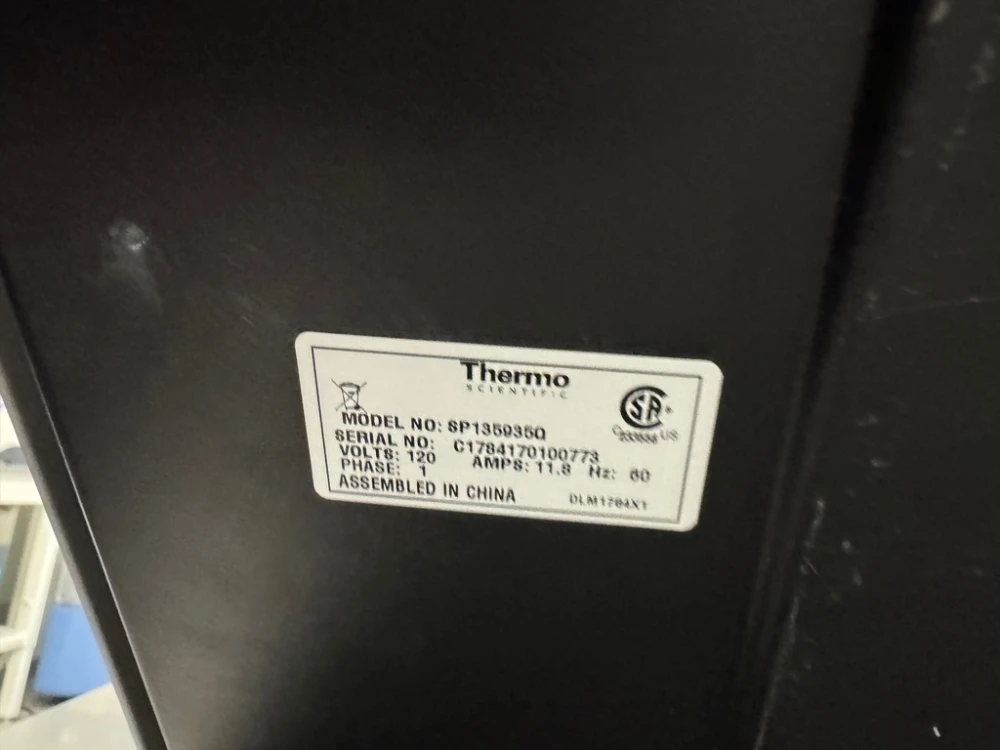 Thermo
SCIENTIFIC
MODEL NO: SP135935Q
SERIAL NO: C1784170100773
VOLTS: 120 AMPS: 11.8 Hz: 60
PHASE: 1
ASSEMBLED IN CHINA
DLM1784X1
C US